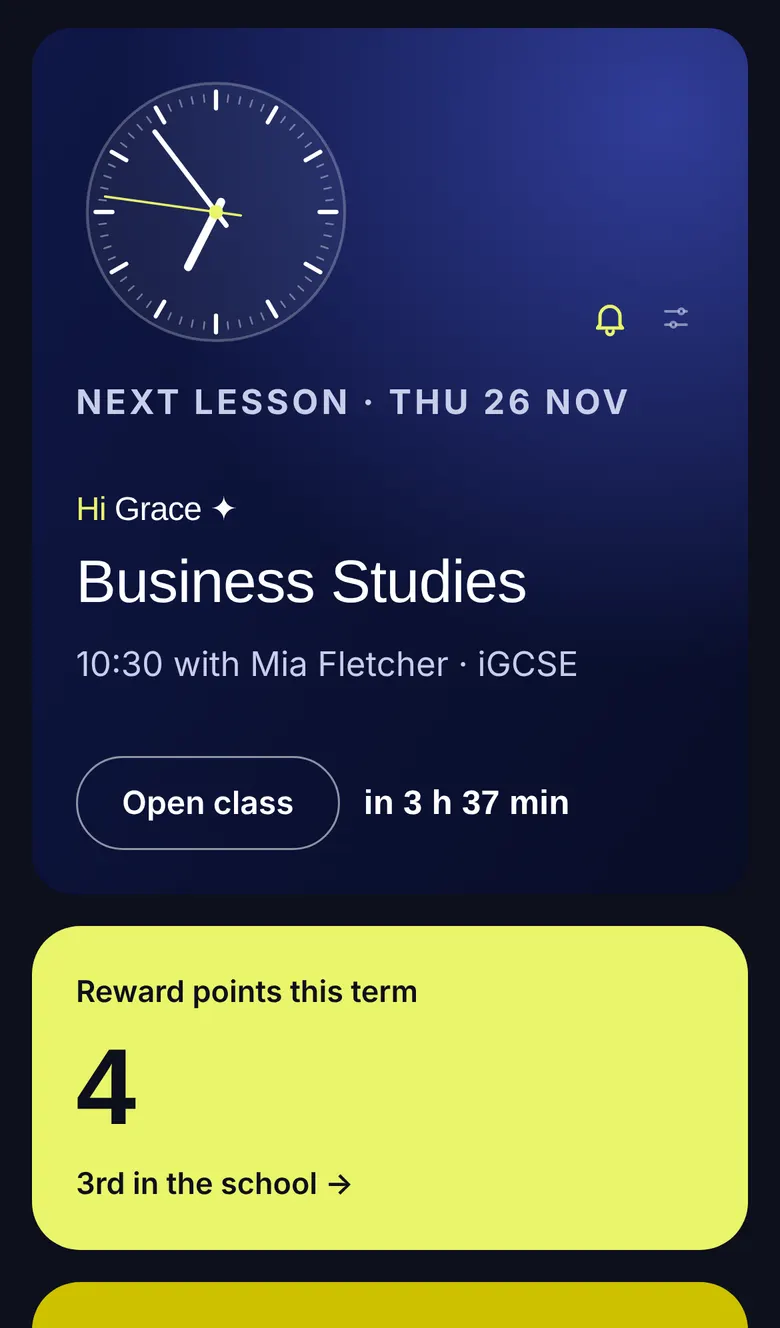 NEXT LESSON · THU 26 NOV
Hi Grace ✦
Business Studies
10:30 with Mia Fletcher · iGCSE
Open class
in 3 h 37 min
Reward points this term
4
3rd in the school →